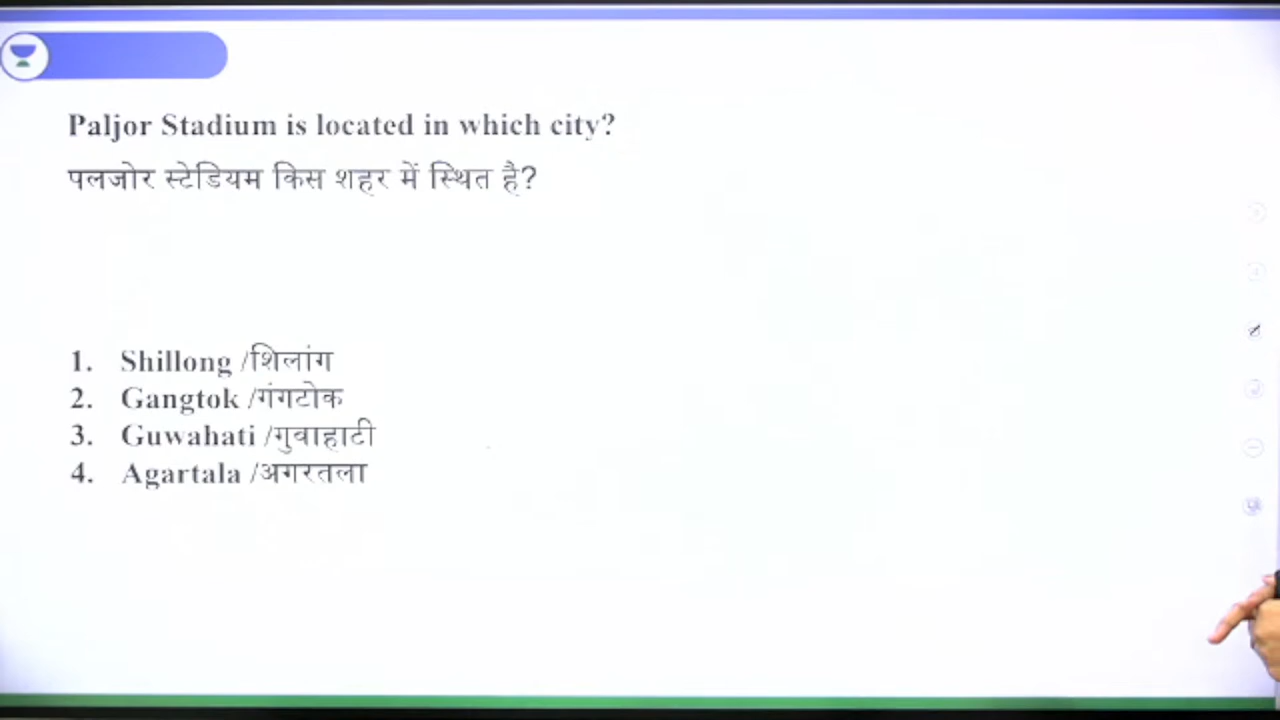 Paljor Stadium is located in which city?
पलजोर स्टेडियम किस शहर में स्थित है?
1. Shillong /शिलांग
2. Gangtok /गंगटोक
3. Guwahati /गुवाहाटी
4. Agartala /अगरतला